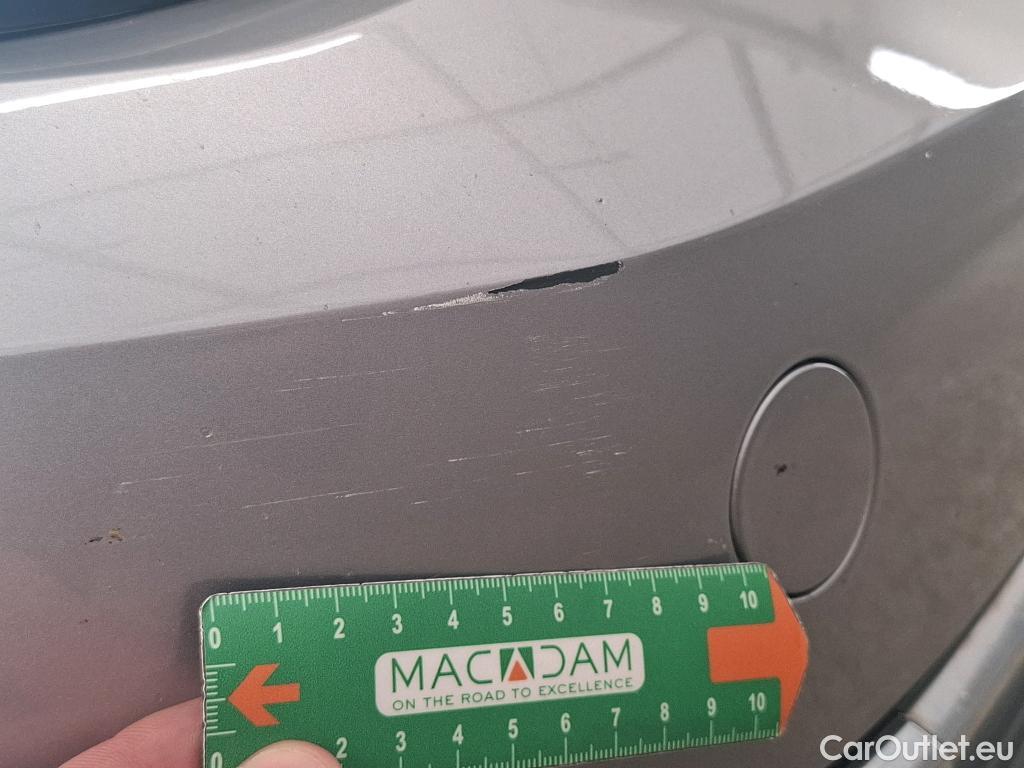 0 1 2 3 4 5 6 7 8 9 10
MACADAM
ON THE ROAD TO EXCELLENCE
0 2 3 4 5 6 7 8 9 10
CarOutlet.eu